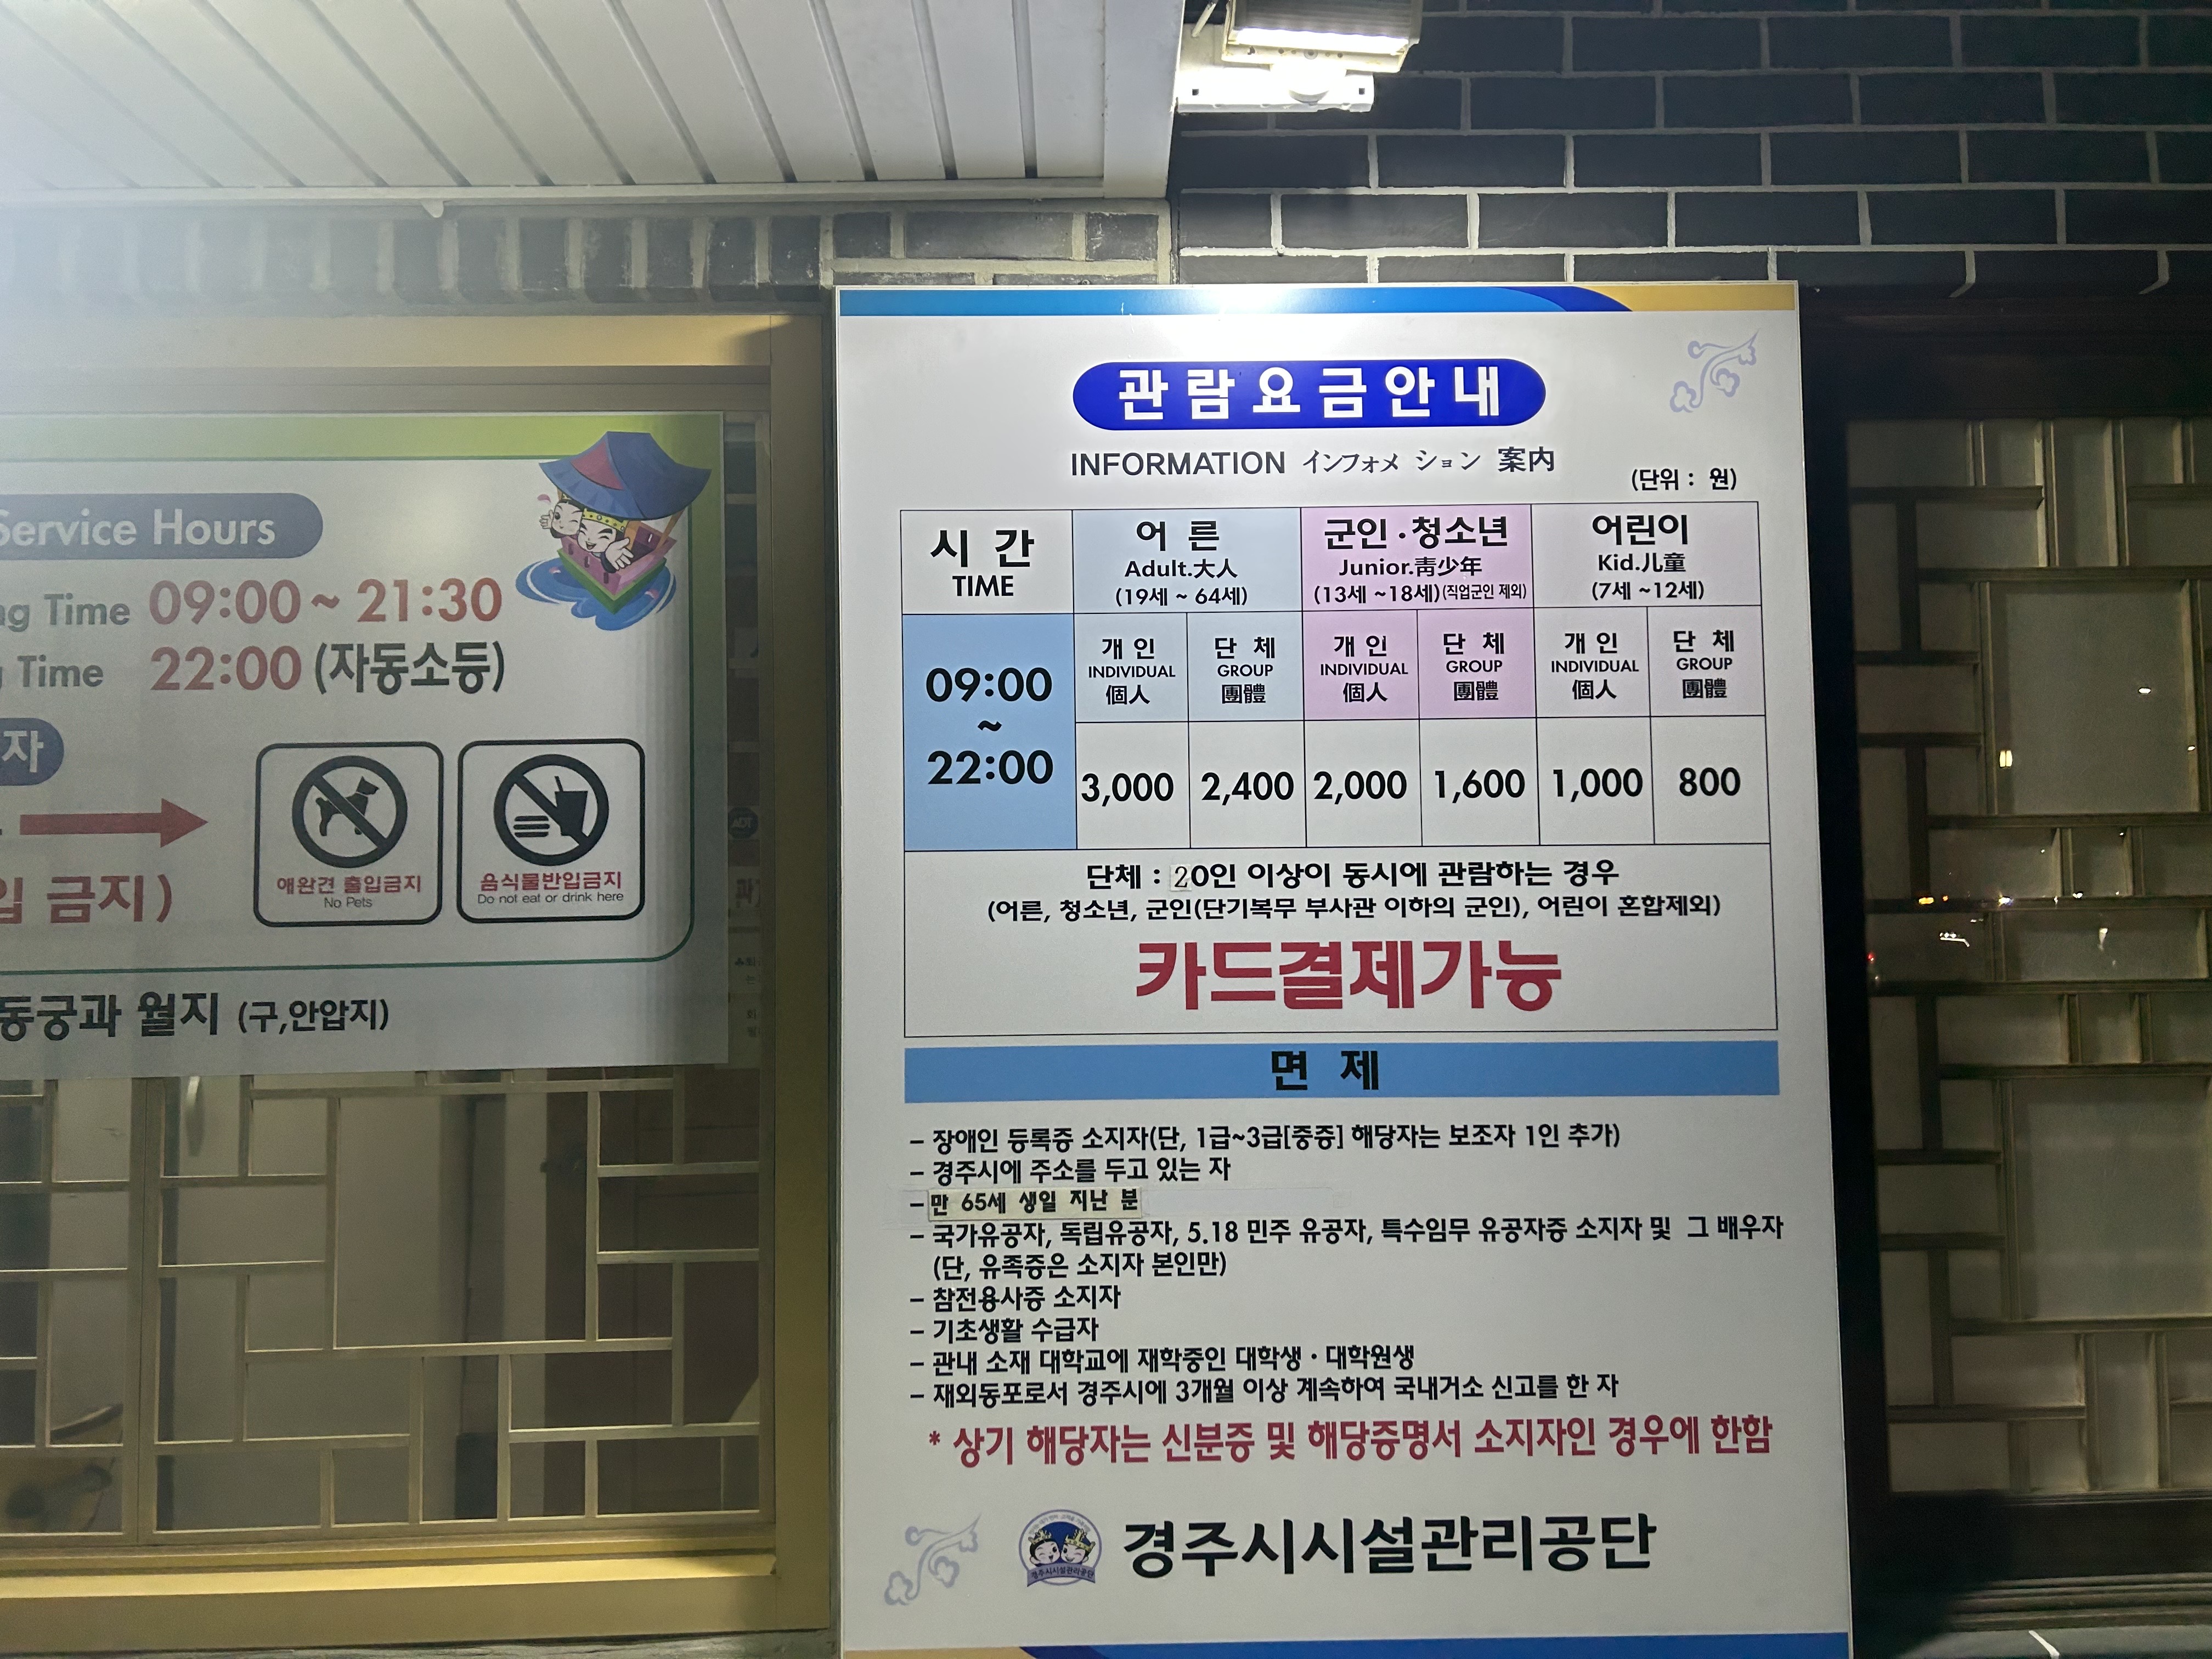 Service Hours
ng Time 09:00 ~ 21:30
Time 22:00 (자동소등)
자
입 금지)
애완견 출입금지
No Pets
음식물반입금지
Do not eat or drink here
동궁과 월지 (구,안압지)
ADT
관람요금안내
INFORMATION インフォメ ション 案内
(단위 : 원)
시 간
TIME
어 른
Adult.大人
(19세 ~ 64세)
군인·청소년
Junior.靑少年
(13세 ~18세)(직업군인 제외)
어린이
Kid.儿童
(7세 ~12세)
09:00
~
22:00
개 인 단 체 개 인 단 체 개 인 단 체
INDIVIDUAL GROUP INDIVIDUAL GROUP INDIVIDUAL GROUP
個人 團體 個人 團體 個人 團體
3,000 2,400 2,000 1,600 1,000 800
단체 : 20인 이상이 동시에 관람하는 경우
(어른, 청소년, 군인(단기복무 부사관 이하의 군인), 어린이 혼합제외)
카드결제가능
면 제
– 장애인 등록증 소지자(단, 1급~3급[중증] 해당자는 보조자 1인 추가)
– 경주시에 주소를 두고 있는 자
– 만 65세 생일 지난 분
– 국가유공자, 독립유공자, 5.18 민주 유공자, 특수임무 유공자증 소지자 및 그 배우자
(단, 유족증은 소지자 본인만)
– 참전용사증 소지자
– 기초생활 수급자
– 관내 소재 대학교에 재학중인 대학생·대학원생
– 재외동포로서 경주시에 3개월 이상 계속하여 국내거소 신고를 한 자
* 상기 해당자는 신분증 및 해당증명서 소지자인 경우에 한함
경주시시설관리공단
경주시시설관리공단